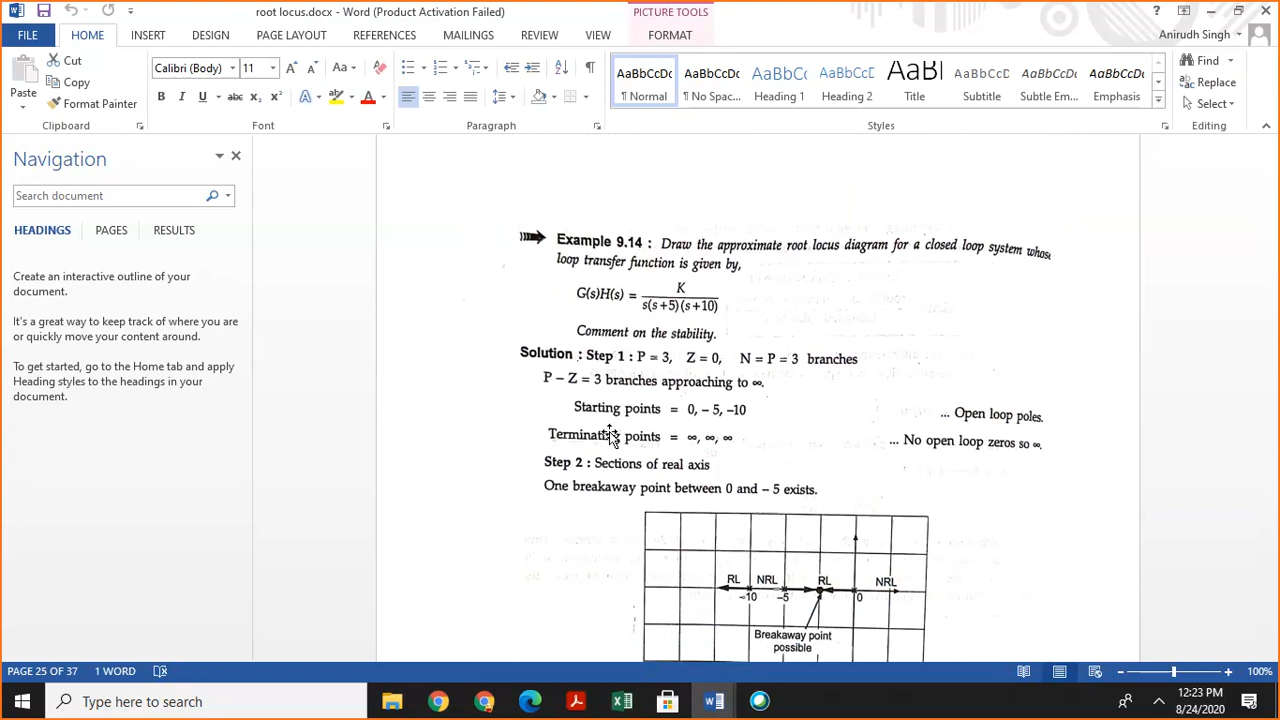 root locus.docx - Word (Product Activation Failed)
PICTURE TOOLS
FILE HOME INSERT DESIGN PAGE LAYOUT REFERENCES MAILINGS REVIEW VIEW FORMAT Anirudh Singh
Cut
Copy
Format Painter
Paste
Calibri (Body) 11
AaBbCcDc AaBbCcDc AaBbC AaBbCc AaBl AaBbCcD AaBbCcDc AaBbCcDc
¶ Normal ¶ No Spac... Heading 1 Heading 2 Title Subtitle Subtle Em... Emphasis
Find
Replace
Select
Clipboard Font Paragraph Styles Editing
Navigation
Search document
HEADINGS PAGES RESULTS
Create an interactive outline of your
document.
It's a great way to keep track of where you are
or quickly move your content around.
To get started, go to the Home tab and apply
Heading styles to the headings in your
document.
Example 9.14 : Draw the approximate root locus diagram for a closed loop system whose
loop transfer function is given by,
G(s)H(s) = K
s(s+5)(s+10)
Comment on the stability.
Solution : Step 1 : P = 3, Z = 0, N = P = 3 branches
P − Z = 3 branches approaching to ∞.
Starting points = 0, − 5, −10 ... Open loop poles.
Terminating points = ∞, ∞, ∞ ... No open loop zeros so ∞.
Step 2 : Sections of real axis
One breakaway point between 0 and − 5 exists.
RL NRL RL NRL
−10 −5 0
Breakaway point
possible
PAGE 25 OF 37 1 WORD 100%
Type here to search
12:23 PM
8/24/2020